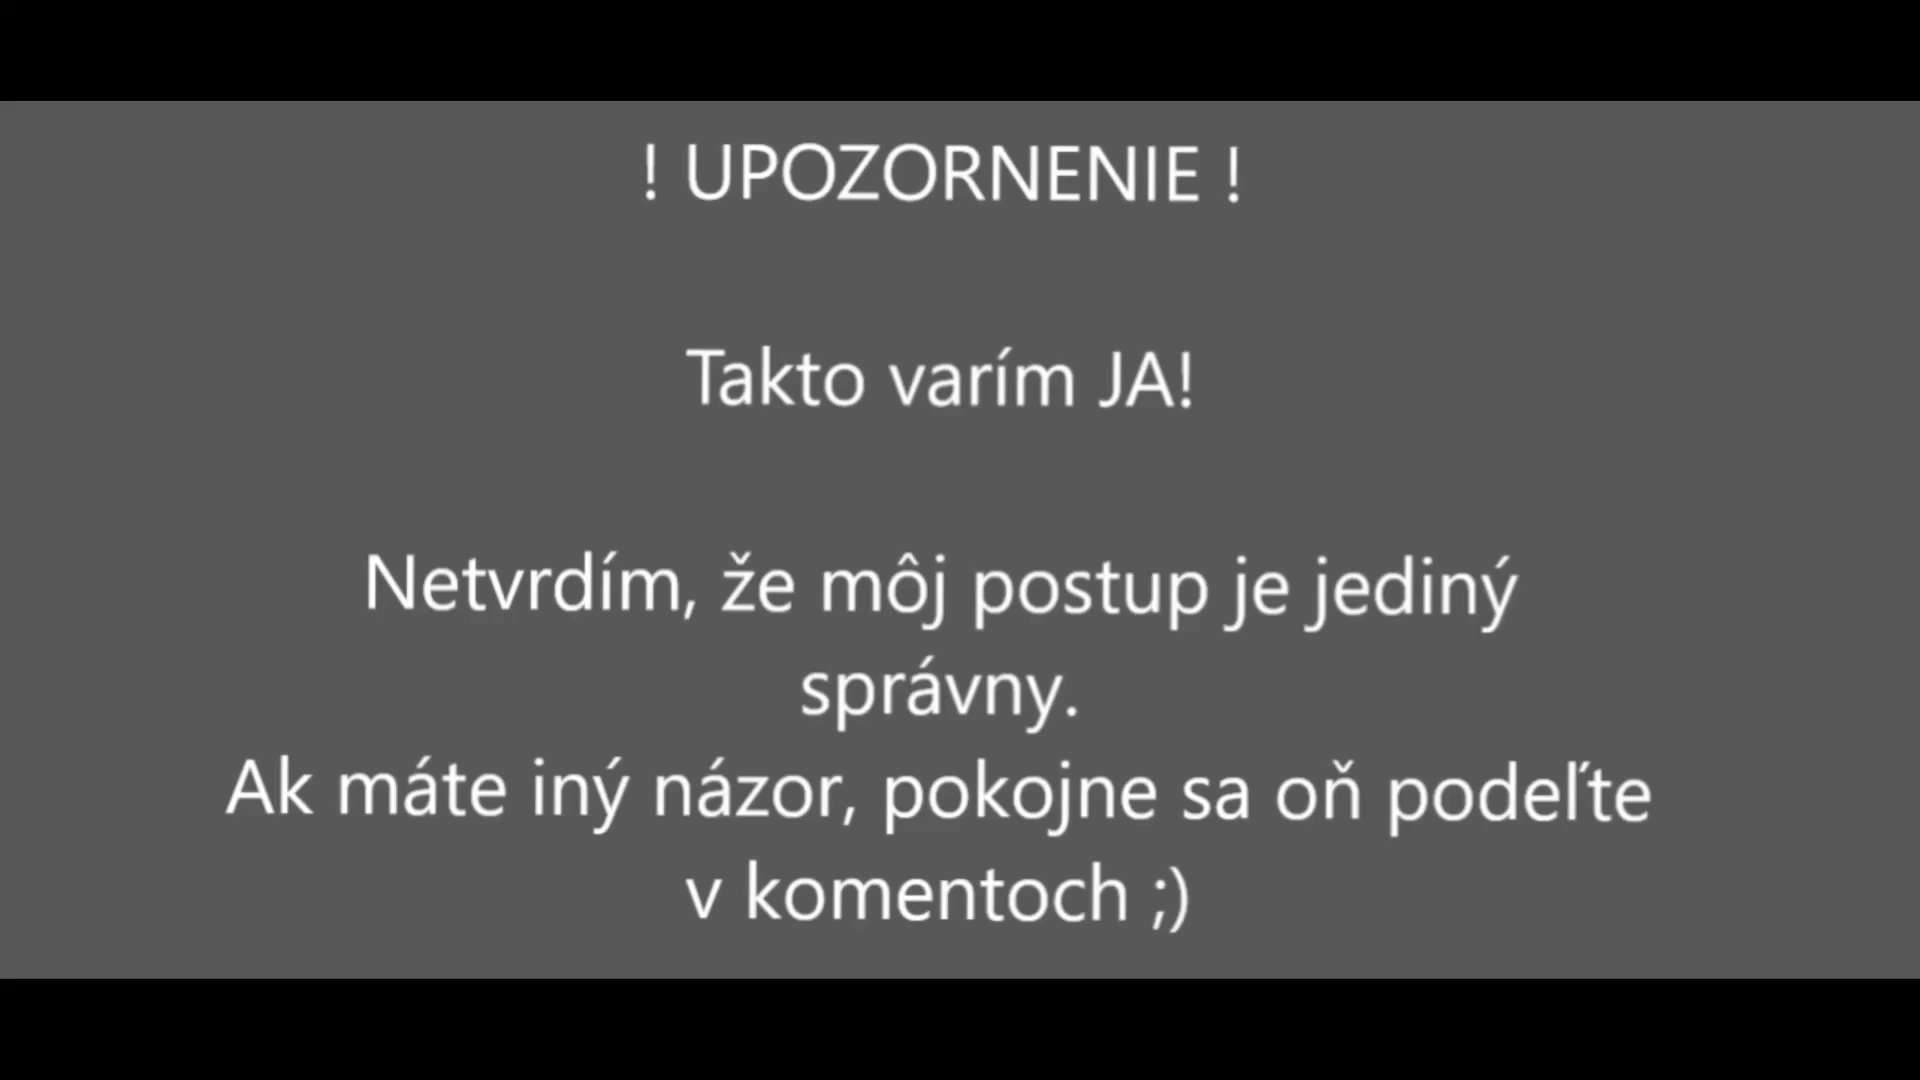 ! UPOZORNENIE !
Takto varím JA!
Netvrdím, že môj postup je jediný
správny.
Ak máte iný názor, pokojne sa oň podeľte
v komentoch ;)